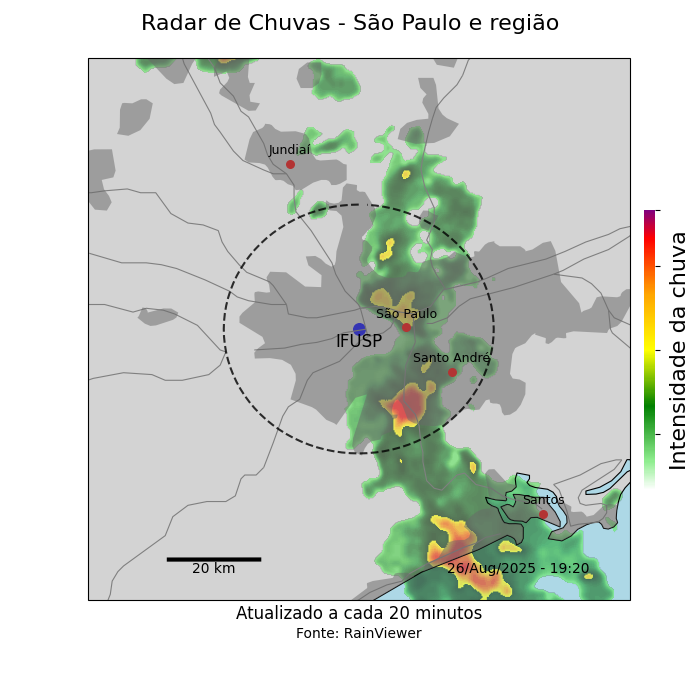 Radar de Chuvas - São Paulo e região
Jundiaí
São Paulo
IFUSP
Santo André
Santos
20 km
26/Aug/2025 - 19:20
Intensidade da chuva
Atualizado a cada 20 minutos
Fonte: RainViewer